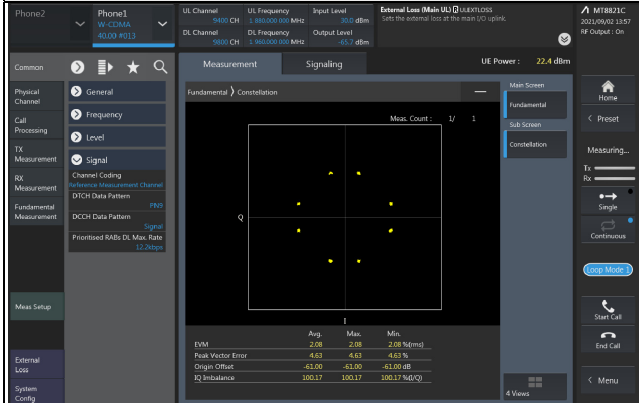 Phone2
Phone1
W-CDMA
40.00 #013
UL Channel
9400 CH
UL Frequency
1 880.000 000 MHz
Input Level
30.0 dBm
DL Channel
9800 CH
DL Frequency
1 960.000 000 MHz
Output Level
-65.7 dBm
External Loss (Main UL) ULEXTLOSS
Sets the external loss at the main I/O uplink.
MT8821C
2021/09/02 13:57
RF Output : On
Common
Physical
Channel
Call
Processing
TX
Measurement
RX
Measurement
Fundamental
Measurement
Meas Setup
External
Loss
System
Config
General
Frequency
Level
Signal
Channel Coding
Reference Measurement Channel
DTCH Data Pattern
PN9
DCCH Data Pattern
Signal
Prioritised RABs DL Max. Rate
12.2kbps
Measurement
Signaling
UE Power : 22.4 dBm
Fundamental
Constellation
Meas. Count : 1/ 1
Q
I
Avg. Max. Min.
EVM 2.08 2.08 2.08 %(rms)
Peak Vector Error 4.63 4.63 4.63 %
Origin Offset -61.00 -61.00 -61.00 dB
IQ Imbalance 100.17 100.17 100.17 %(I/Q)
Main Screen
Fundamental
Sub Screen
Constellation
4 Views
Home
Preset
Measuring...
Tx
Rx
Single
Continuous
Loop Mode 1
Start Call
End Call
Menu